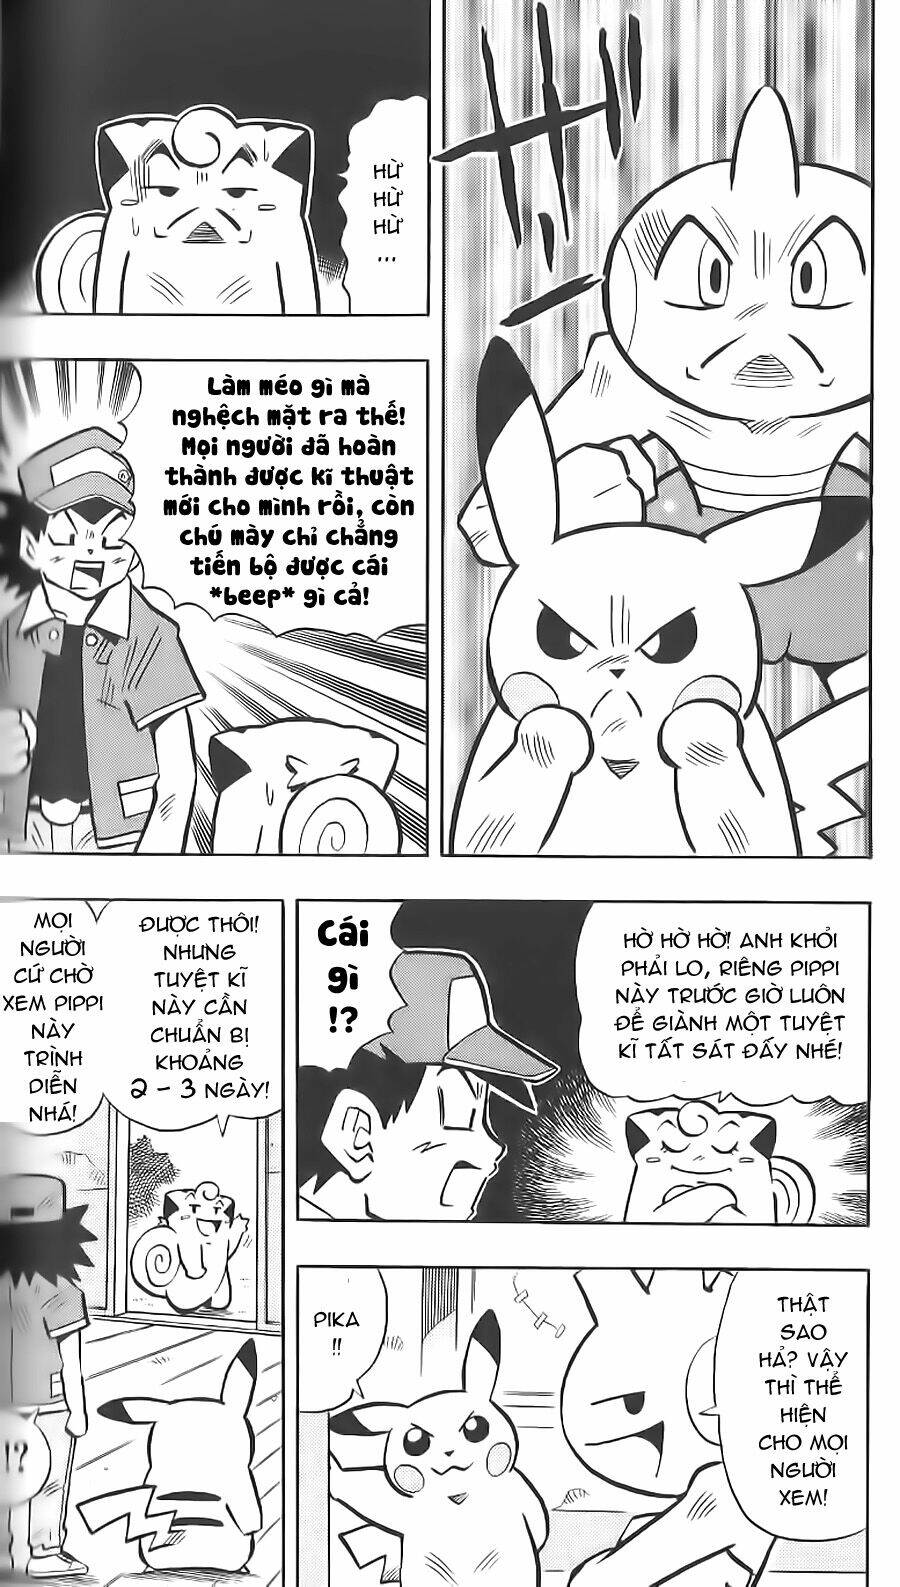 ザザッ
HỪ
HỪ
HỪ
...
Làm méo gì mà
nghệch mặt ra thế!
Mọi người đã hoàn
thành được kĩ thuật
mới cho mình rồi, còn
chú mày chỉ chẳng
tiến bộ được cái
*beep* gì cả!
HỜ HỜ HỜ! ANH KHỎI
PHẢI LO, RIÊNG PIPPI
NÀY TRƯỚC GIỜ LUÔN
ĐỂ GIÀNH MỘT TUYỆT
KĨ TẤT SÁT ĐẤY NHÉ!
Cái
gì
!?
THẬT
SAO
HẢ? VẬY
THÌ THỂ
HIỆN
CHO MỌI
NGƯỜI
XEM!
PIKA
!!
ĐƯỢC THÔI!
NHƯNG
TUYỆT KĨ
NÀY CẦN
CHUẨN BỊ
KHOẢNG
2 - 3 NGÀY!
MỌI
NGƯỜI
CỨ CHỜ
XEM PIPPI
NÀY
TRÌNH
DIỄN
NHÁ!
!?